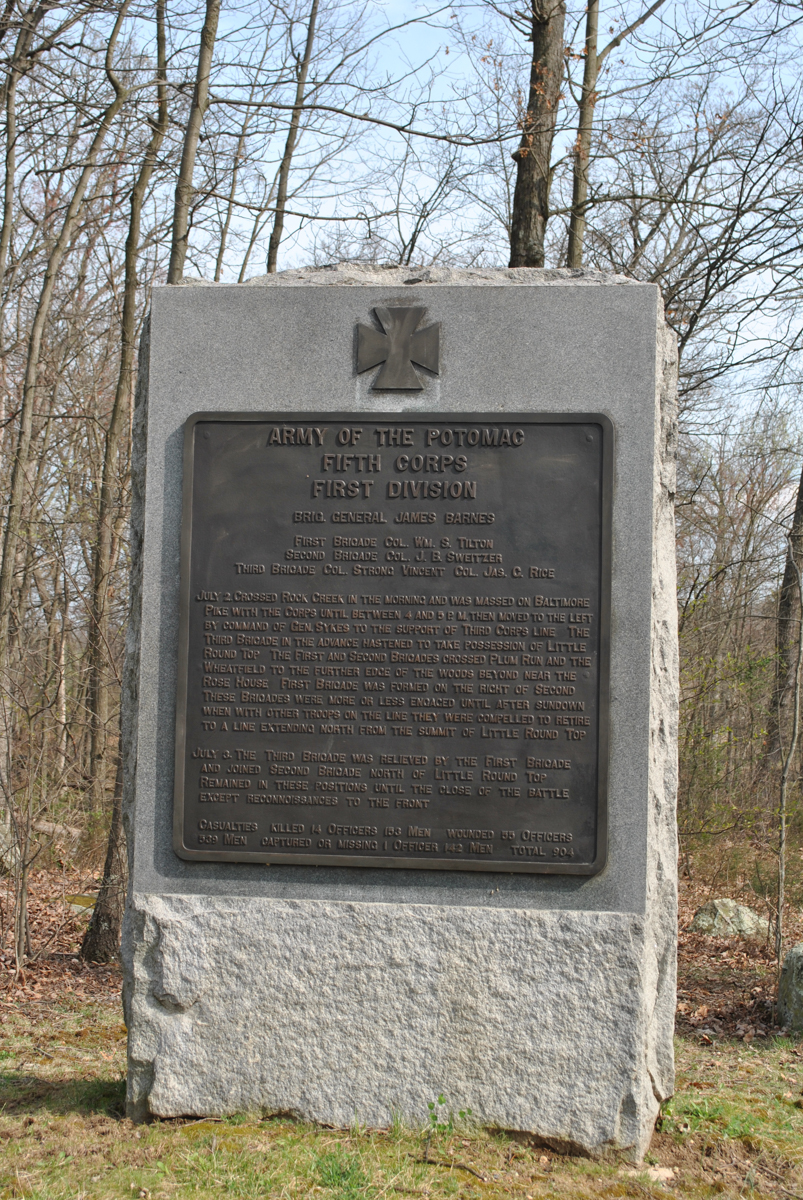 ARMY OF THE POTOMAC
FIFTH CORPS
FIRST DIVISION
BRIG. GENERAL JAMES BARNES
FIRST BRIGADE COL. WM. S. TILTON
SECOND BRIGADE COL. J. B. SWEITZER
THIRD BRIGADE COL. STRONG VINCENT COL. JAS. C. RICE
JULY 2. CROSSED ROCK CREEK IN THE MORNING AND WAS MASSED ON BALTIMORE
PIKE WITH THE CORPS UNTIL BETWEEN 4 AND 5 P.M. THEN MOVED TO THE LEFT
BY COMMAND OF GEN. SYKES TO THE SUPPORT OF THIRD CORPS LINE THE
THIRD BRIGADE IN THE ADVANCE HASTENED TO TAKE POSSESSION OF LITTLE
ROUND TOP THE FIRST AND SECOND BRIGADES CROSSED PLUM RUN AND THE
WHEATFIELD TO THE FURTHER EDGE OF THE WOODS BEYOND NEAR THE
ROSE HOUSE FIRST BRIGADE WAS FORMED ON THE RIGHT OF SECOND
THESE BRIGADES WERE MORE OR LESS ENGAGED UNTIL AFTER SUNDOWN
WHEN WITH OTHER TROOPS ON THE LINE THEY WERE COMPELLED TO RETIRE
TO A LINE EXTENDING NORTH FROM THE SUMMIT OF LITTLE ROUND TOP
JULY 3. THE THIRD BRIGADE WAS RELIEVED BY THE FIRST BRIGADE
AND JOINED SECOND BRIGADE NORTH OF LITTLE ROUND TOP
REMAINED IN THESE POSITIONS UNTIL THE CLOSE OF THE BATTLE
EXCEPT RECONNOISSANCES TO THE FRONT
CASUALTIES KILLED 14 OFFICERS 153 MEN WOUNDED 55 OFFICERS
539 MEN CAPTURED OR MISSING 1 OFFICER 142 MEN TOTAL 904